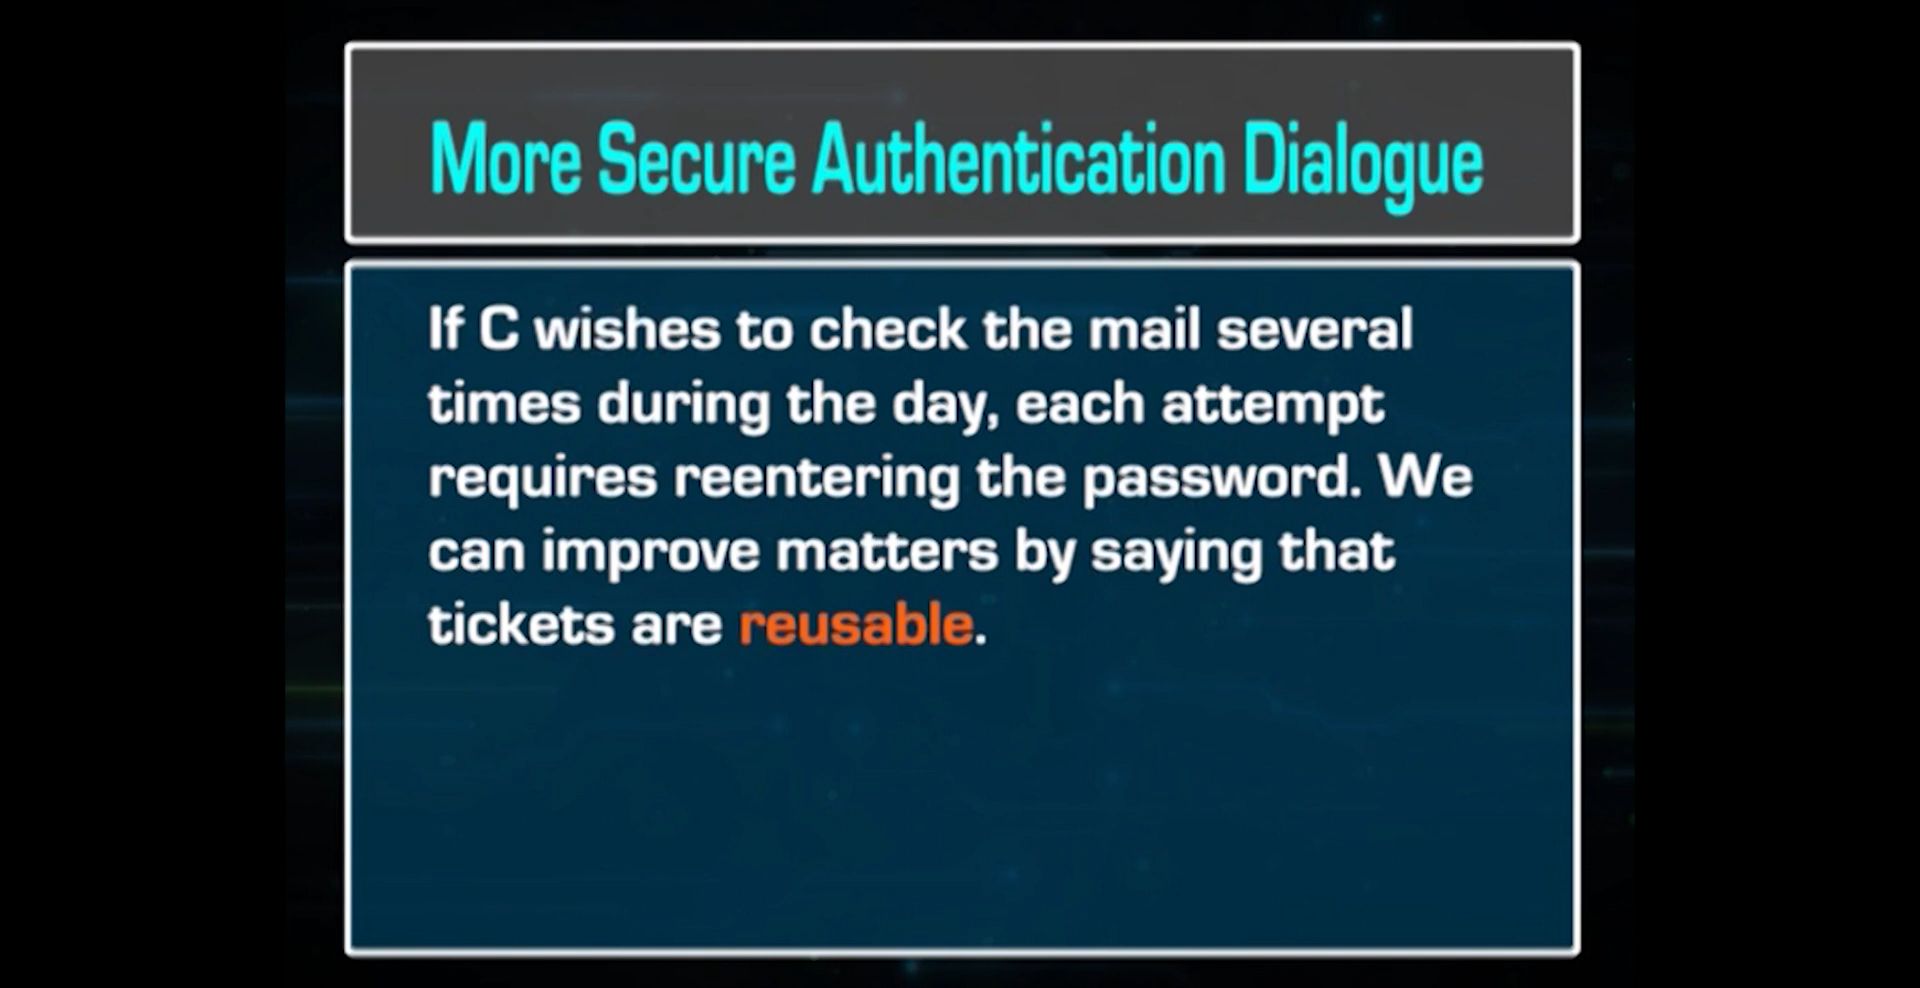 More Secure Authentication Dialogue
If C wishes to check the mail several
times during the day, each attempt
requires reentering the password. We
can improve matters by saying that
tickets are reusable.